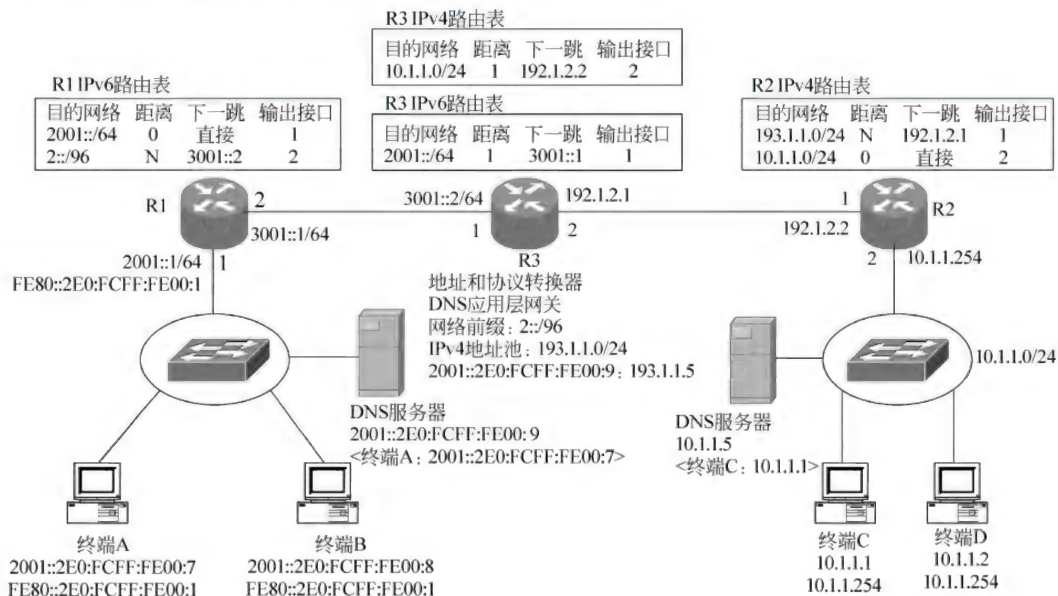 R3 IPv4路由表
目的网络 距离 下一跳 输出接口
10.1.1.0/24 1 192.1.2.2 2
R1 IPv6路由表
目的网络 距离 下一跳 输出接口
2001::/64 0 直接 1
2::/96 N 3001::2 2
R3 IPv6路由表
目的网络 距离 下一跳 输出接口
2001::/64 1 3001::1 1
R2 IPv4路由表
目的网络 距离 下一跳 输出接口
193.1.1.0/24 N 192.1.2.1 1
10.1.1.0/24 0 直接 2
R1
2
3001::1/64
3001::2/64
1
192.1.2.1
2
R3
1
192.1.2.2
R2
2
10.1.1.254
2001::1/64
1
FE80::2E0:FCFF:FE00:1
地址和协议转换器
DNS应用层网关
网络前缀：2::/96
IPv4地址池：193.1.1.0/24
2001::2E0:FCFF:FE00:9：193.1.1.5
10.1.1.0/24
DNS服务器
2001::2E0:FCFF:FE00:9
<终端A：2001::2E0:FCFF:FE00:7>
DNS服务器
10.1.1.5
<终端C：10.1.1.1>
终端A
2001::2E0:FCFF:FE00:7
FE80::2E0:FCFF:FE00:1
终端B
2001::2E0:FCFF:FE00:8
FE80::2E0:FCFF:FE00:1
终端C
10.1.1.1
10.1.1.254
终端D
10.1.1.2
10.1.1.254